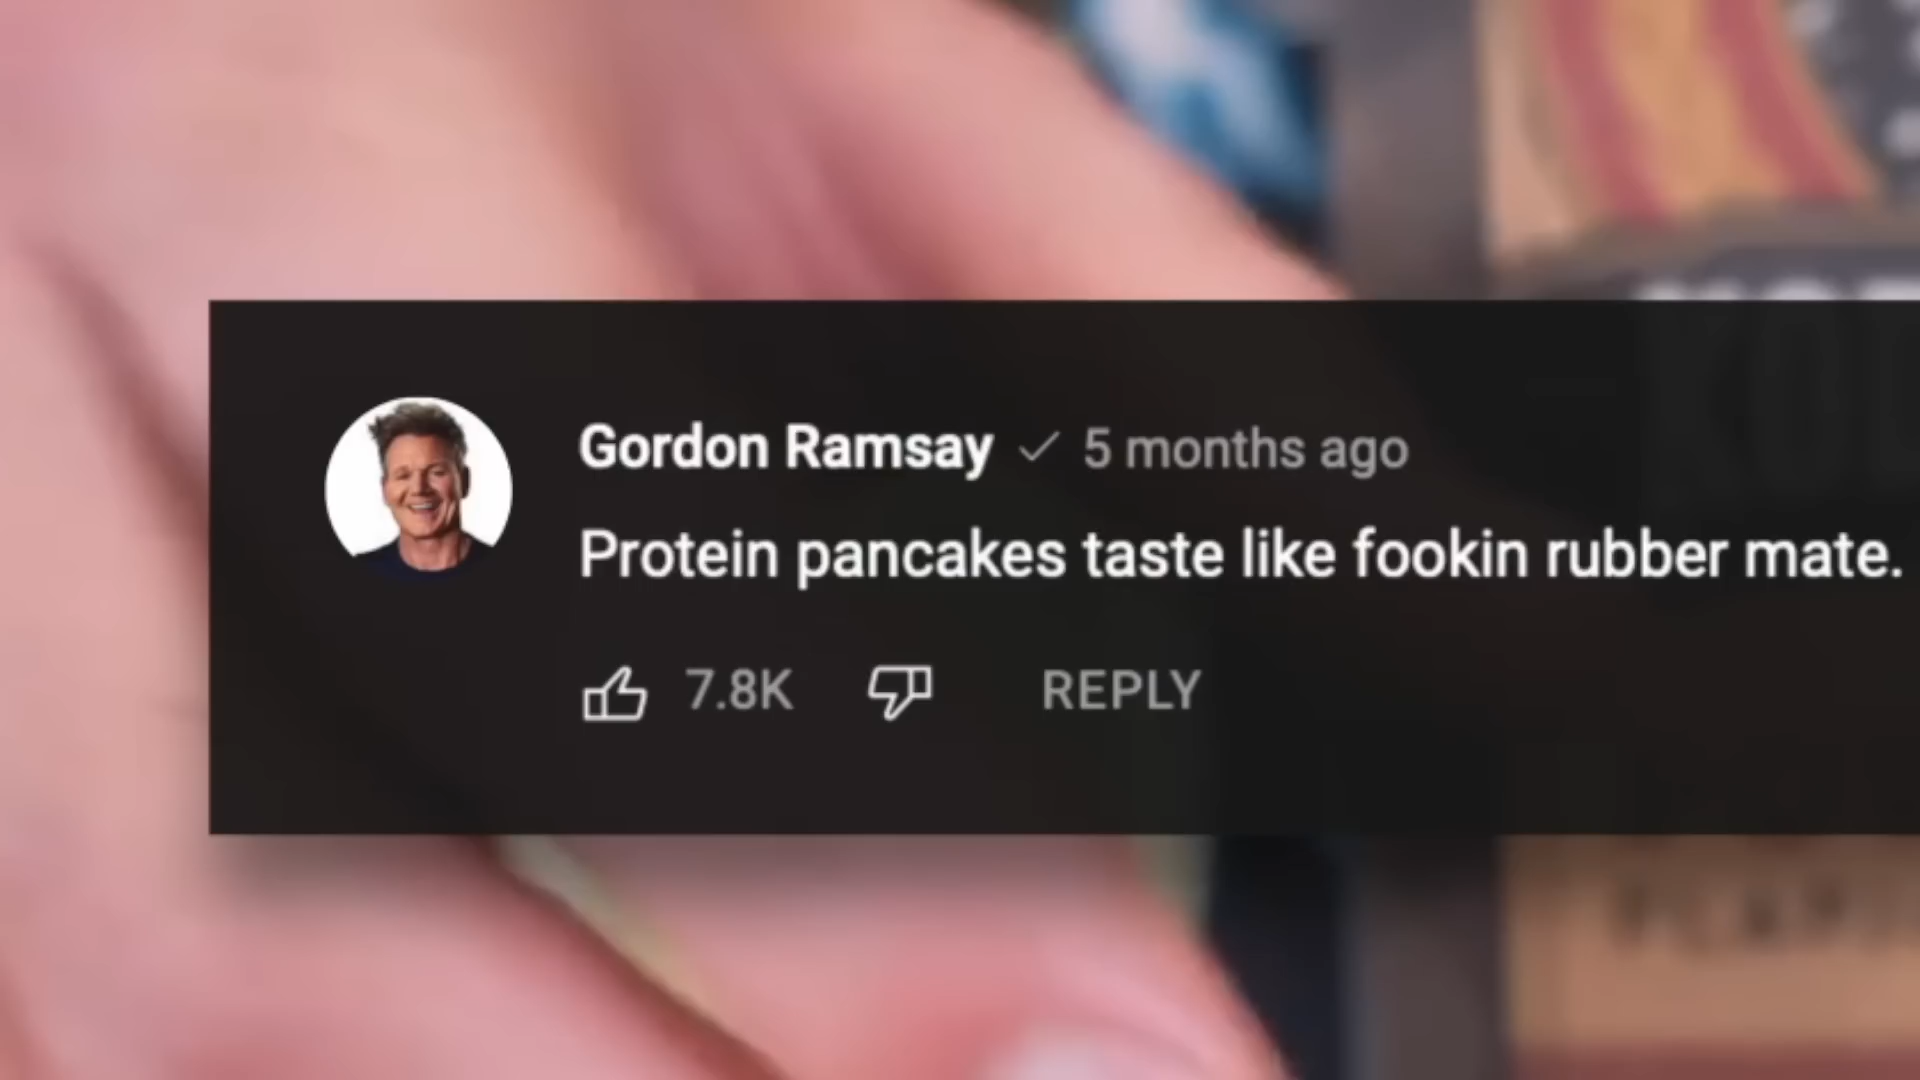 Gordon Ramsay ✓ 5 months ago
Protein pancakes taste like fookin rubber mate.
7.8K REPLY